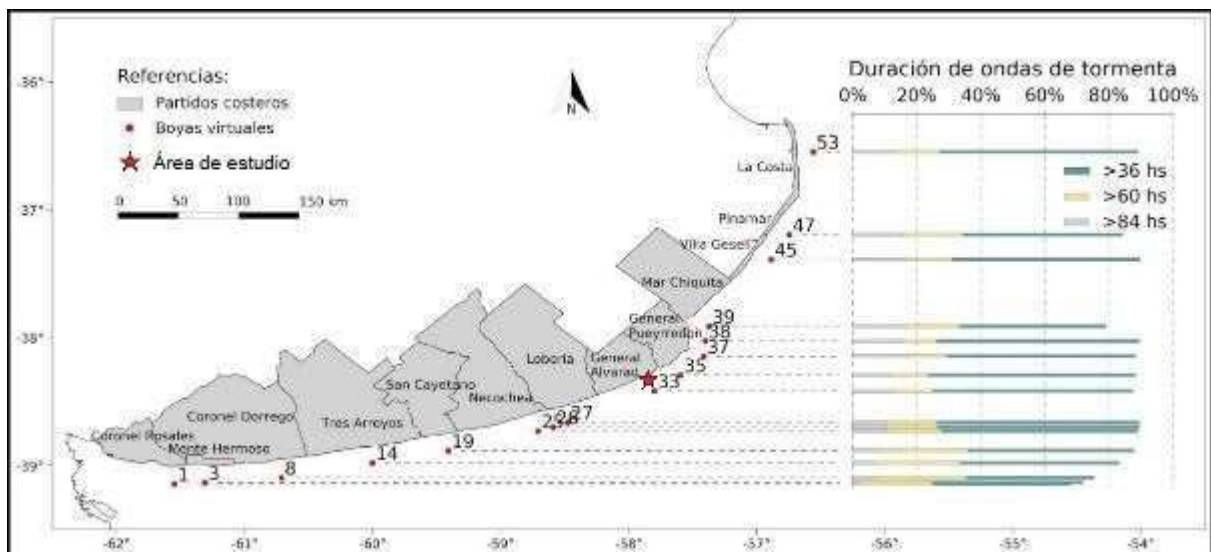 Referencias:
Partidos costeros
Boyas virtuales
Área de estudio
0 50 100 150 km
N
Duración de ondas de tormenta
0% 20% 40% 60% 80% 100%
>36 hs
>60 hs
>84 hs
-36°
-37°
-38°
-39°
53
La Costa
Pinamar
47
Villa Gesell
45
Mar Chiquita
39
General
Pueyrredón
38
37
Lobería
General
Alvarad
35
33
San Cayetano
Necochea
27
Coronel Dorrego
Tres Arroyos
Coronel Rosales
Monte Hermoso
19
14
8
1
3
-62° -61° -60° -59° -58° -57° -56° -55° -54°